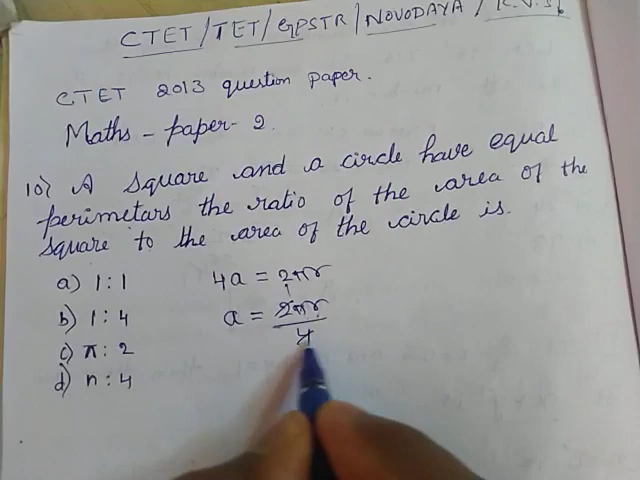 CTET/TET/GPSTR/NOVODAYA/K.V.S/
CTET 2013 question paper.
Maths - paper - 2.
10) A square and a circle have equal
perimetars the ratio of the area of the
square to the area of the circle is.
a) 1:1
b) 1:4
c) π:2
d) n:4
4a = 2πr
a = 2πr
4